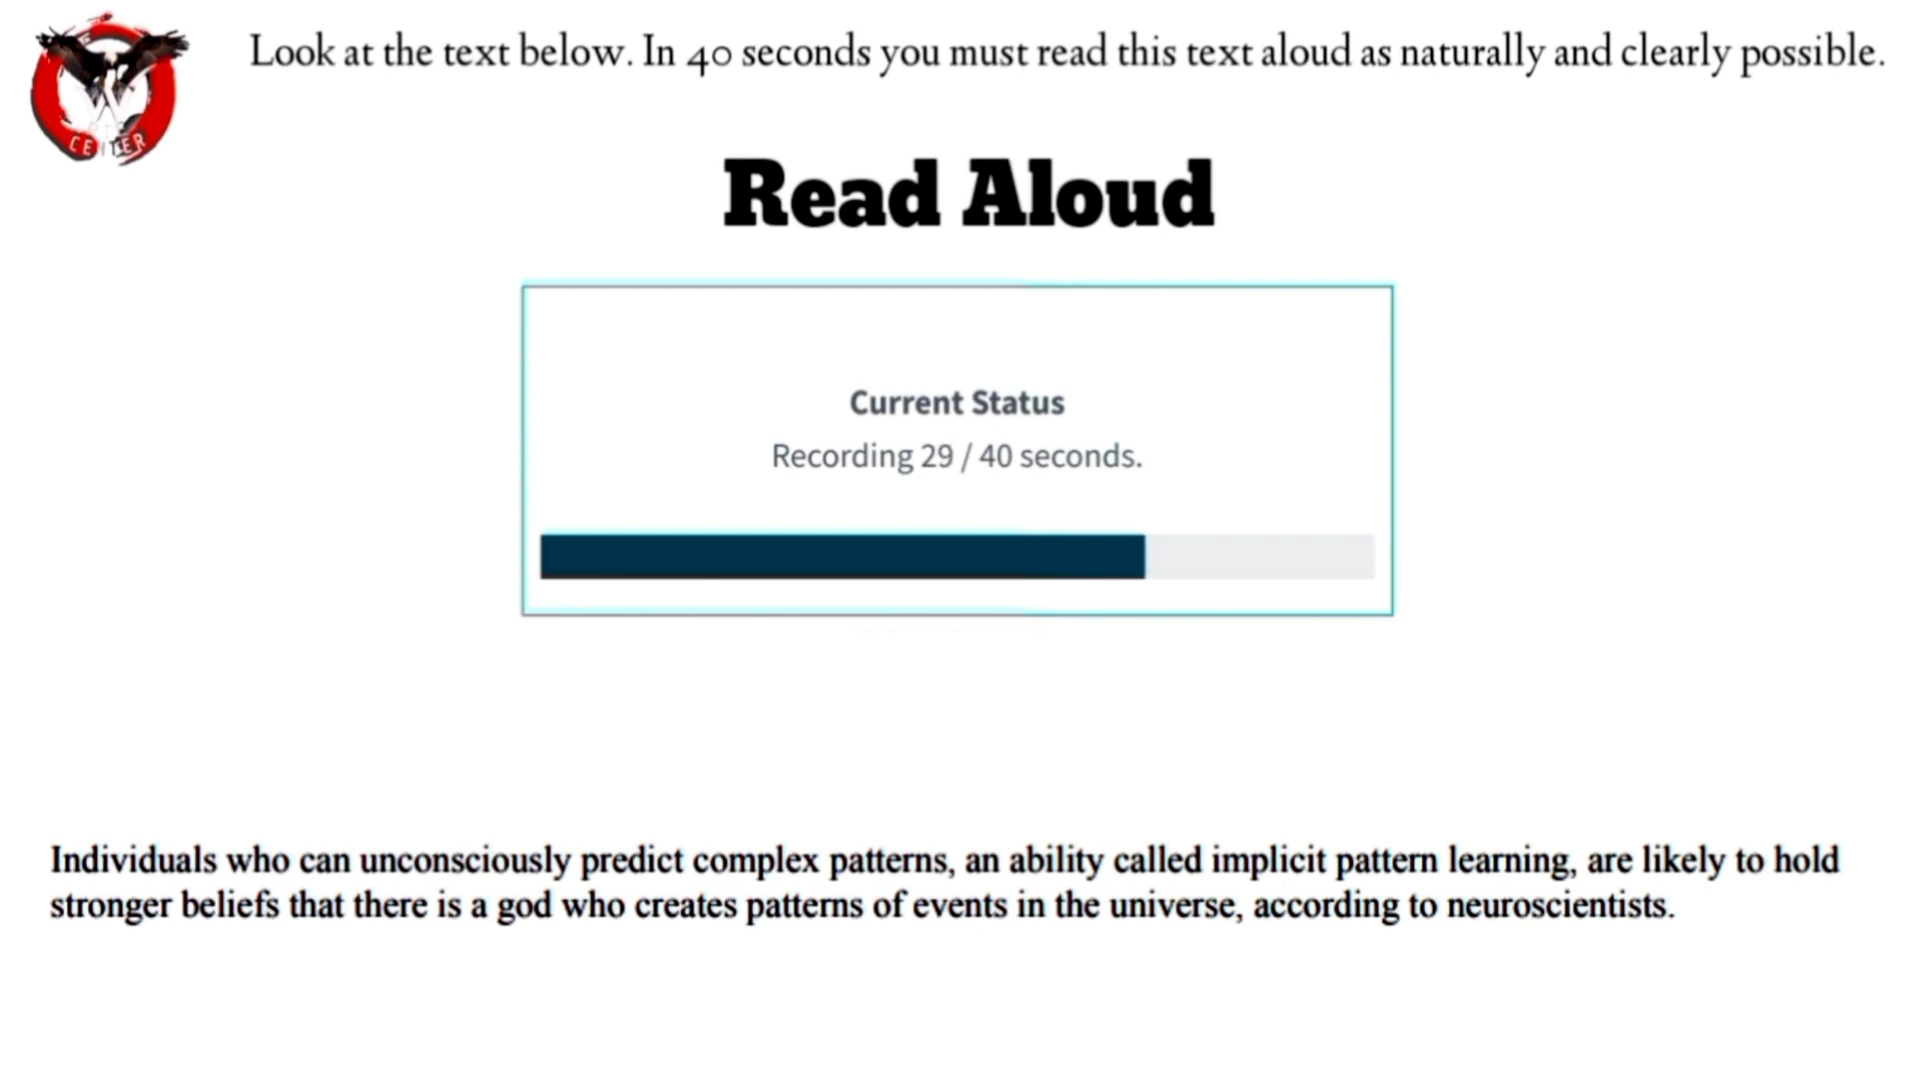 Look at the text below. In 40 seconds you must read this text aloud as naturally and clearly possible.
CENTER
Read Aloud
Current Status
Recording 29 / 40 seconds.
Individuals who can unconsciously predict complex patterns, an ability called implicit pattern learning, are likely to hold
stronger beliefs that there is a god who creates patterns of events in the universe, according to neuroscientists.